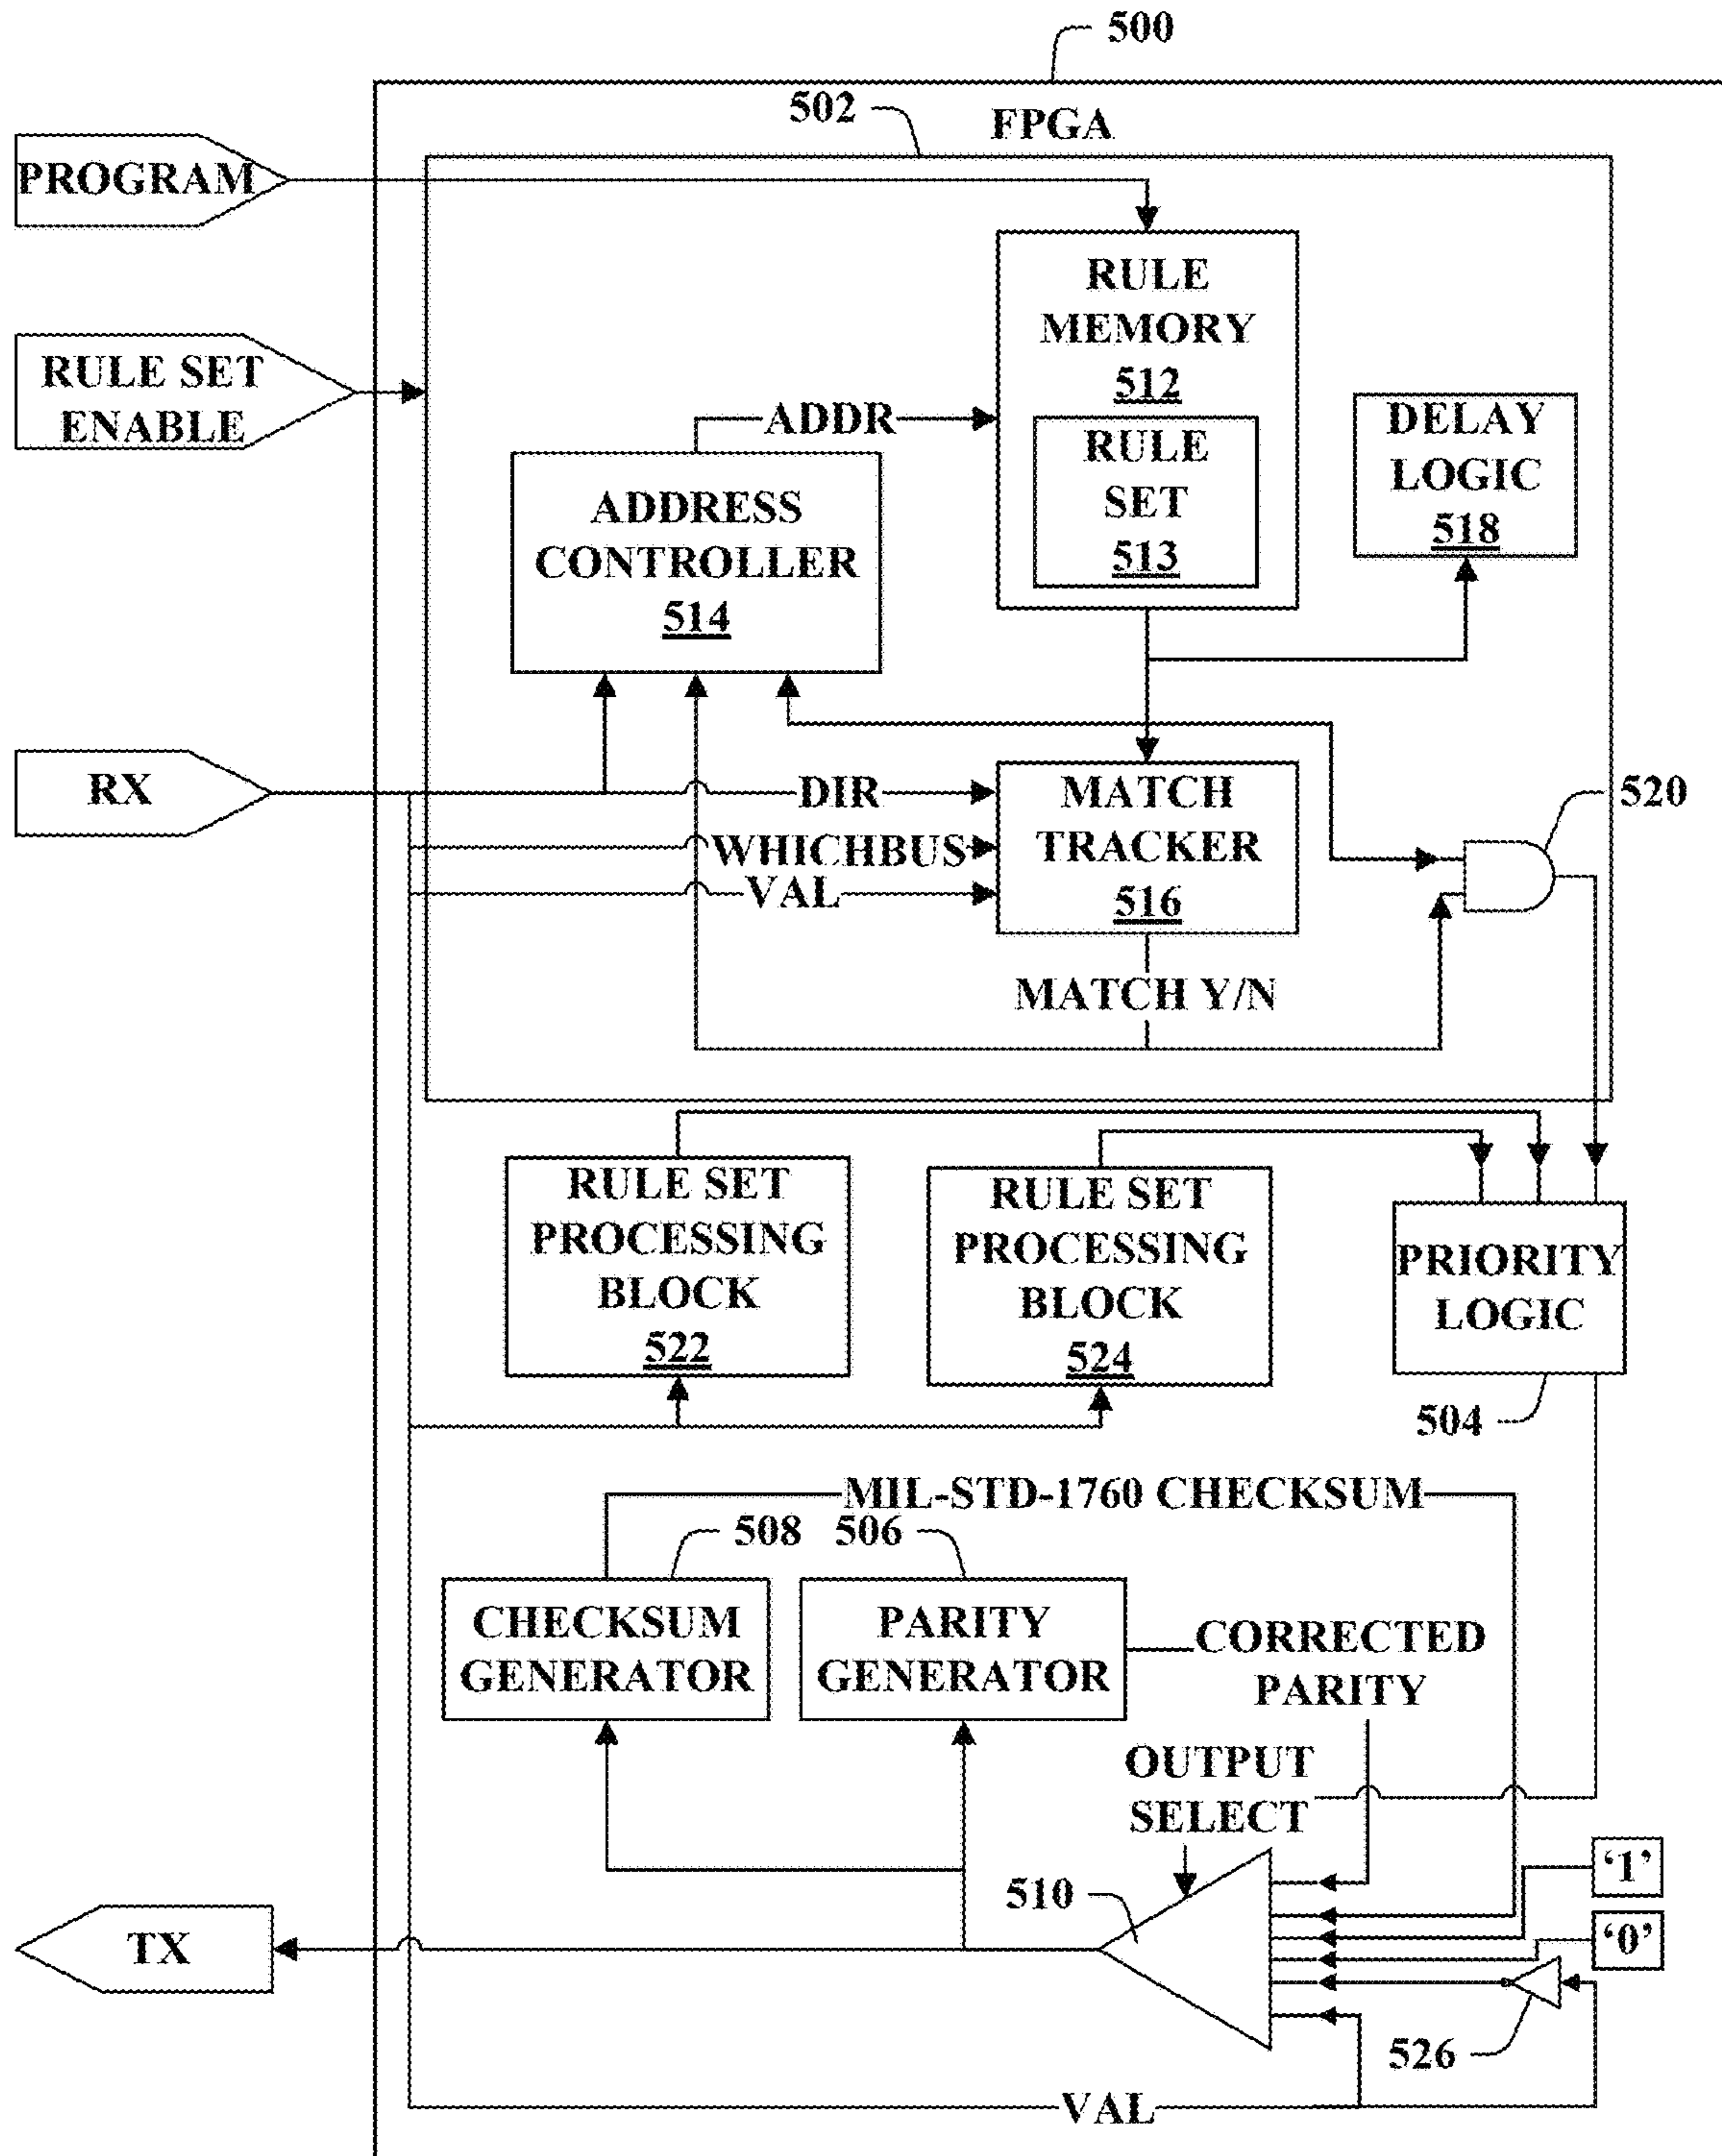 500
502
FPGA
PROGRAM
RULE
MEMORY
512
RULE SET
ENABLE
ADDR
RULE
SET
513
DELAY
LOGIC
518
ADDRESS
CONTROLLER
514
RX
DIR
WHICHBUS
VAL
MATCH
TRACKER
516
520
MATCH Y/N
RULE SET
PROCESSING
BLOCK
522
RULE SET
PROCESSING
BLOCK
524
PRIORITY
LOGIC
504
MIL-STD-1760 CHECKSUM
508
506
CHECKSUM
GENERATOR
PARITY
GENERATOR
CORRECTED
PARITY
OUTPUT
SELECT
510
'1'
'0'
TX
526
VAL